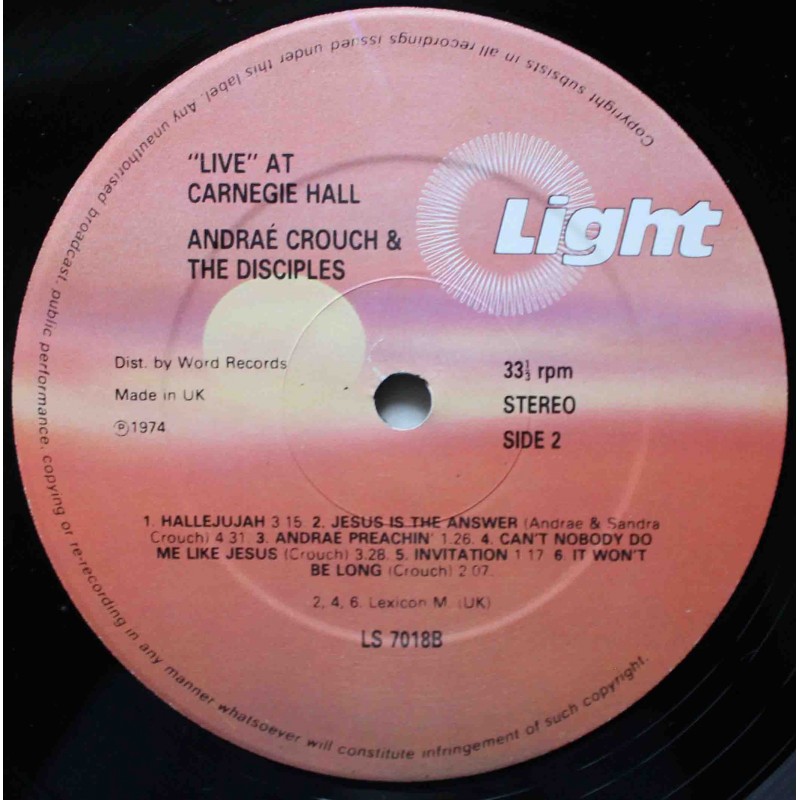 "LIVE" AT
CARNEGIE HALL
ANDRAÉ CROUCH &
THE DISCIPLES
Light
Dist. by Word Records
Made in UK
℗1974
33⅓ rpm
STEREO
SIDE 2
1. HALLEJUJAH 3 15. 2. JESUS IS THE ANSWER (Andrae & Sandra
Crouch) 4.31. 3. ANDRAE PREACHIN' 1.26. 4. CAN'T NOBODY DO
ME LIKE JESUS (Crouch) 3.28. 5. INVITATION 1 17. 6. IT WON'T
BE LONG (Crouch) 2.07.
2, 4, 6. Lexicon M. (UK)
LS 7018B
Copyright subsists in all recordings issued under this label. Any unauthorised broadcast, public performance, copying or re-recording in any manner whatsoever will constitute infringement of such copyright.